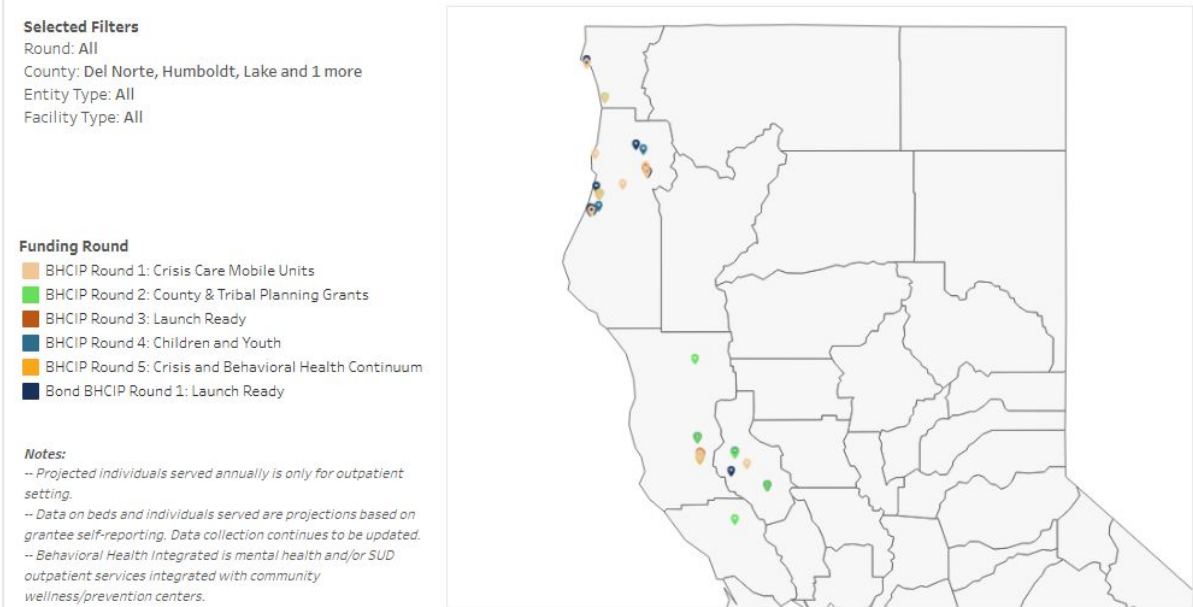 Selected Filters
Round: All
County: Del Norte, Humboldt, Lake and 1 more
Entity Type: All
Facility Type: All
Funding Round
BHCIP Round 1: Crisis Care Mobile Units
BHCIP Round 2: County & Tribal Planning Grants
BHCIP Round 3: Launch Ready
BHCIP Round 4: Children and Youth
BHCIP Round 5: Crisis and Behavioral Health Continuum
Bond BHCIP Round 1: Launch Ready
Notes:
-- Projected individuals served annually is only for outpatient
setting.
-- Data on beds and individuals served are projections based on
grantee self-reporting. Data collection continues to be updated.
-- Behavioral Health Integrated is mental health and/or SUD
outpatient services integrated with community
wellness/prevention centers.